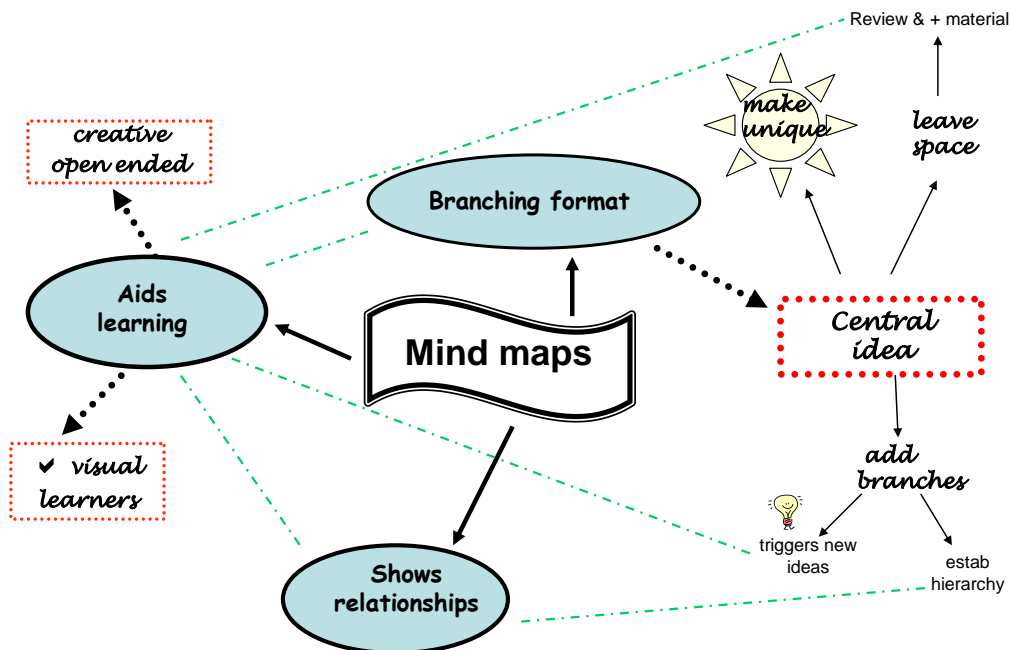 Review & + material
make
unique
leave
space
creative
open ended
Branching format
Aids
learning
Mind maps
Central
idea
✔ visual
learners
add
branches
triggers new
ideas
estab
hierarchy
Shows
relationships